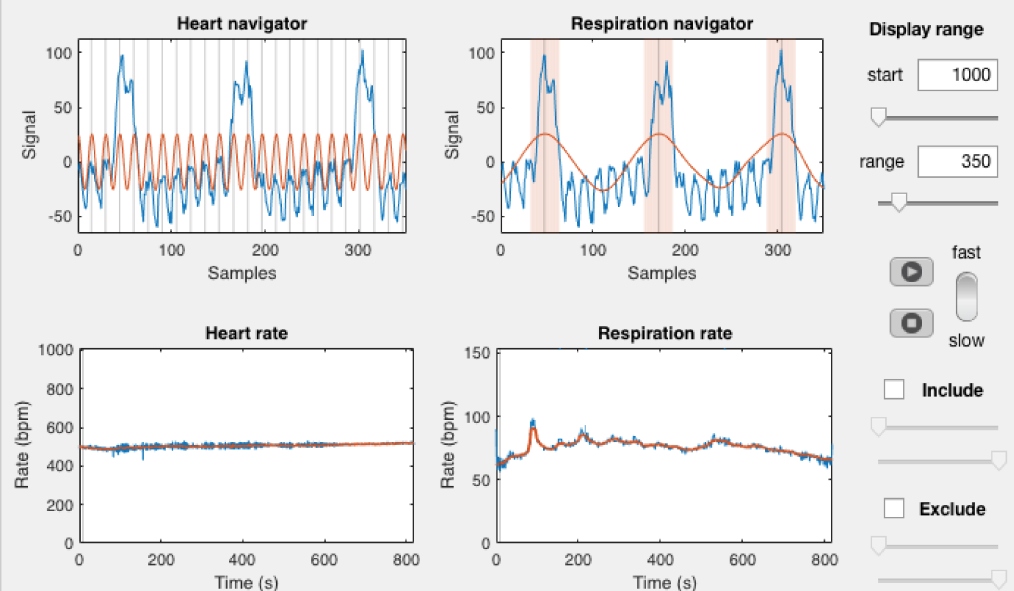 Heart navigator
Signal
100
50
0
-50
0 100 200 300
Samples
Respiration navigator
Signal
100
50
0
-50
0 100 200 300
Samples
Display range
start 1000
range 350
fast
slow
Heart rate
Rate (bpm)
1000
800
600
400
200
0
0 200 400 600 800
Time (s)
Respiration rate
Rate (bpm)
150
100
50
0
0 200 400 600 800
Time (s)
Include
Exclude